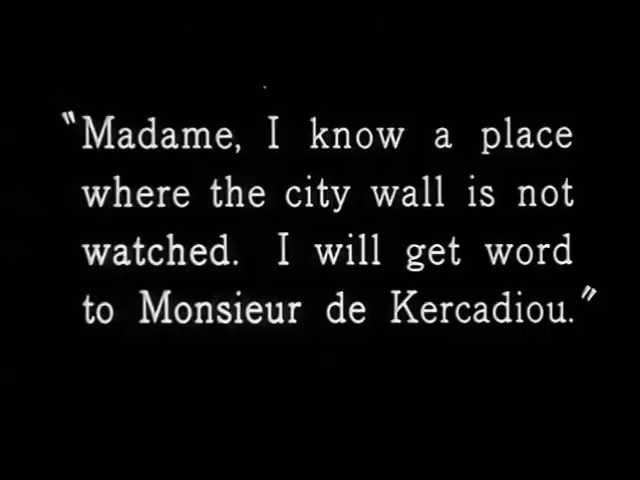 "Madame, I know a place
where the city wall is not
watched. I will get word
to Monsieur de Kercadiou."